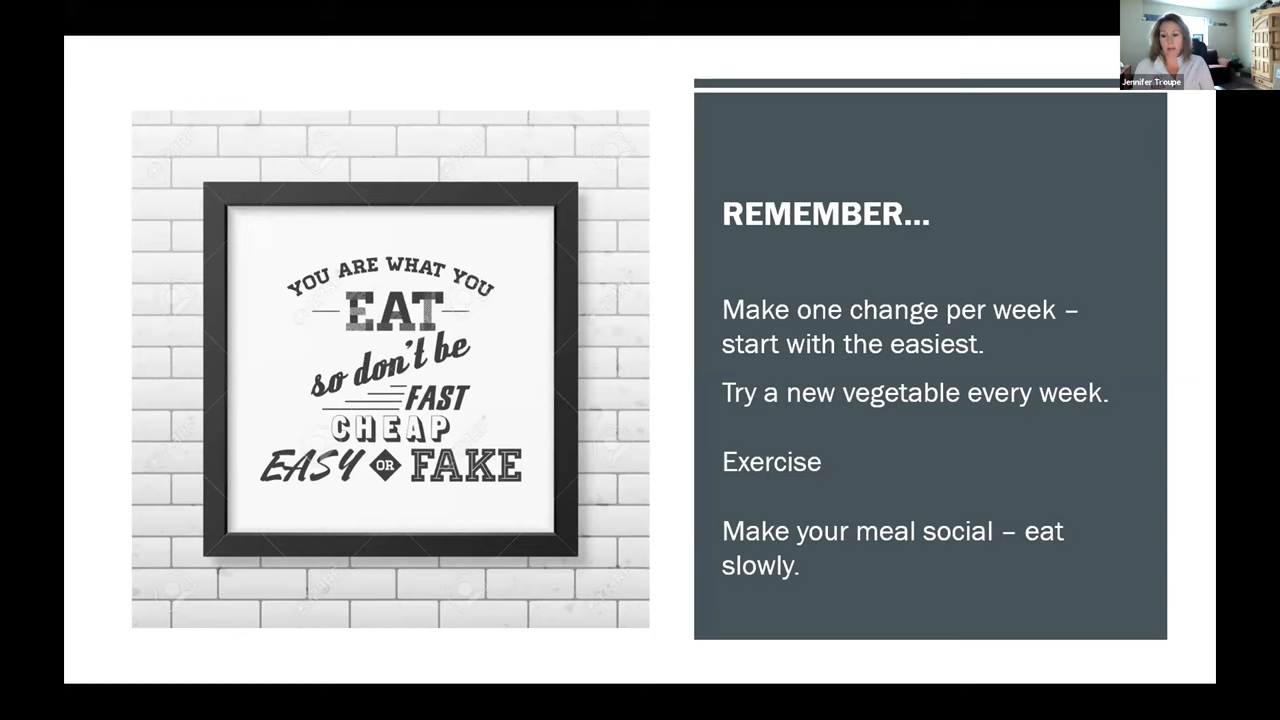 YOU ARE WHAT YOU
EAT
so don't be
FAST
CHEAP
EASY OR FAKE
REMEMBER...
Make one change per week –
start with the easiest.
Try a new vegetable every week.
Exercise
Make your meal social – eat
slowly.
Jennifer Troupe